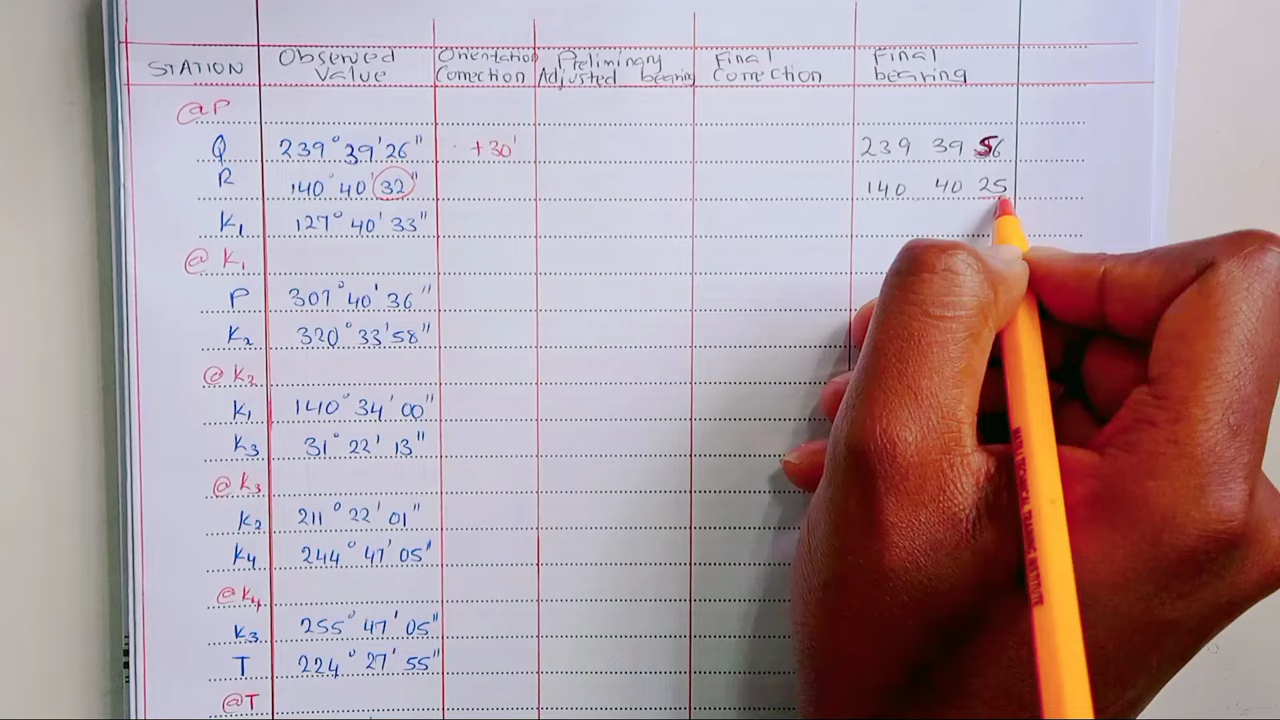 STATION Observed Value Orientation Correction Preliminary Adjusted bearing Final Correction Final bearing
@P
Q 239° 39' 26" +30' 239 39 56
R 140° 40' 32" 140 40 25
K1 127° 40' 33"
@ K1
P 307° 40' 36"
K2 320° 33' 58"
@ K2
K1 140° 34' 00"
K3 31° 22' 13"
@ K3
K2 211° 22' 01"
K4 244° 47' 05"
@ K4
K3 255° 47' 05"
T 224° 27' 55"
@T